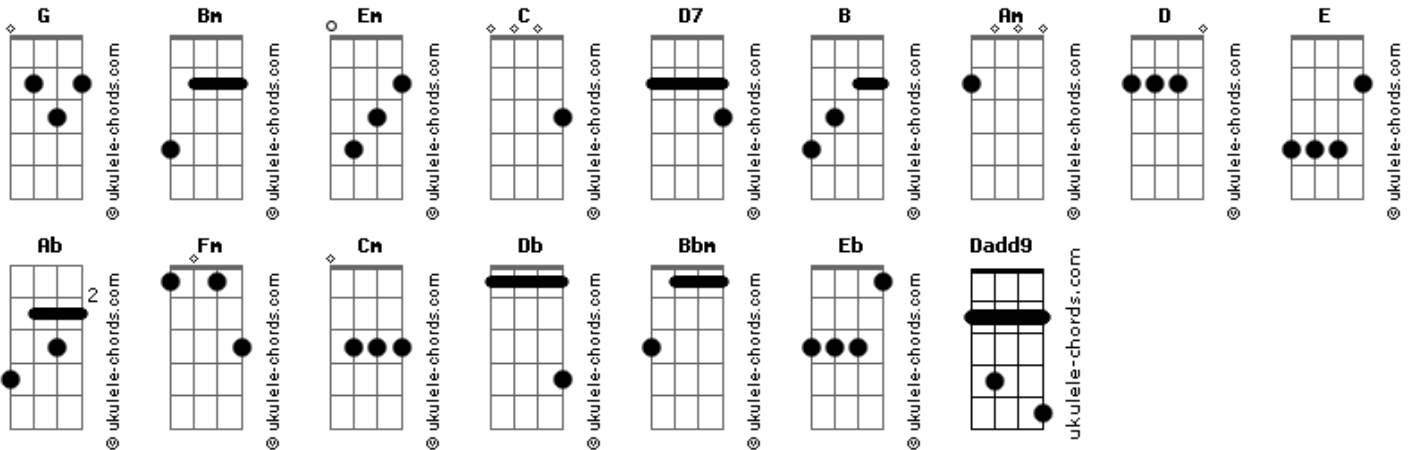 G Bm Em C D7 B Am D E
© ukulele-chords.com © ukulele-chords.com © ukulele-chords.com © ukulele-chords.com © ukulele-chords.com © ukulele-chords.com © ukulele-chords.com © ukulele-chords.com © ukulele-chords.com
Ab Fm Cm Db Bbm Eb Dadd9
2
© ukulele-chords.com © ukulele-chords.com © ukulele-chords.com © ukulele-chords.com © ukulele-chords.com © ukulele-chords.com ukulele-chords.com